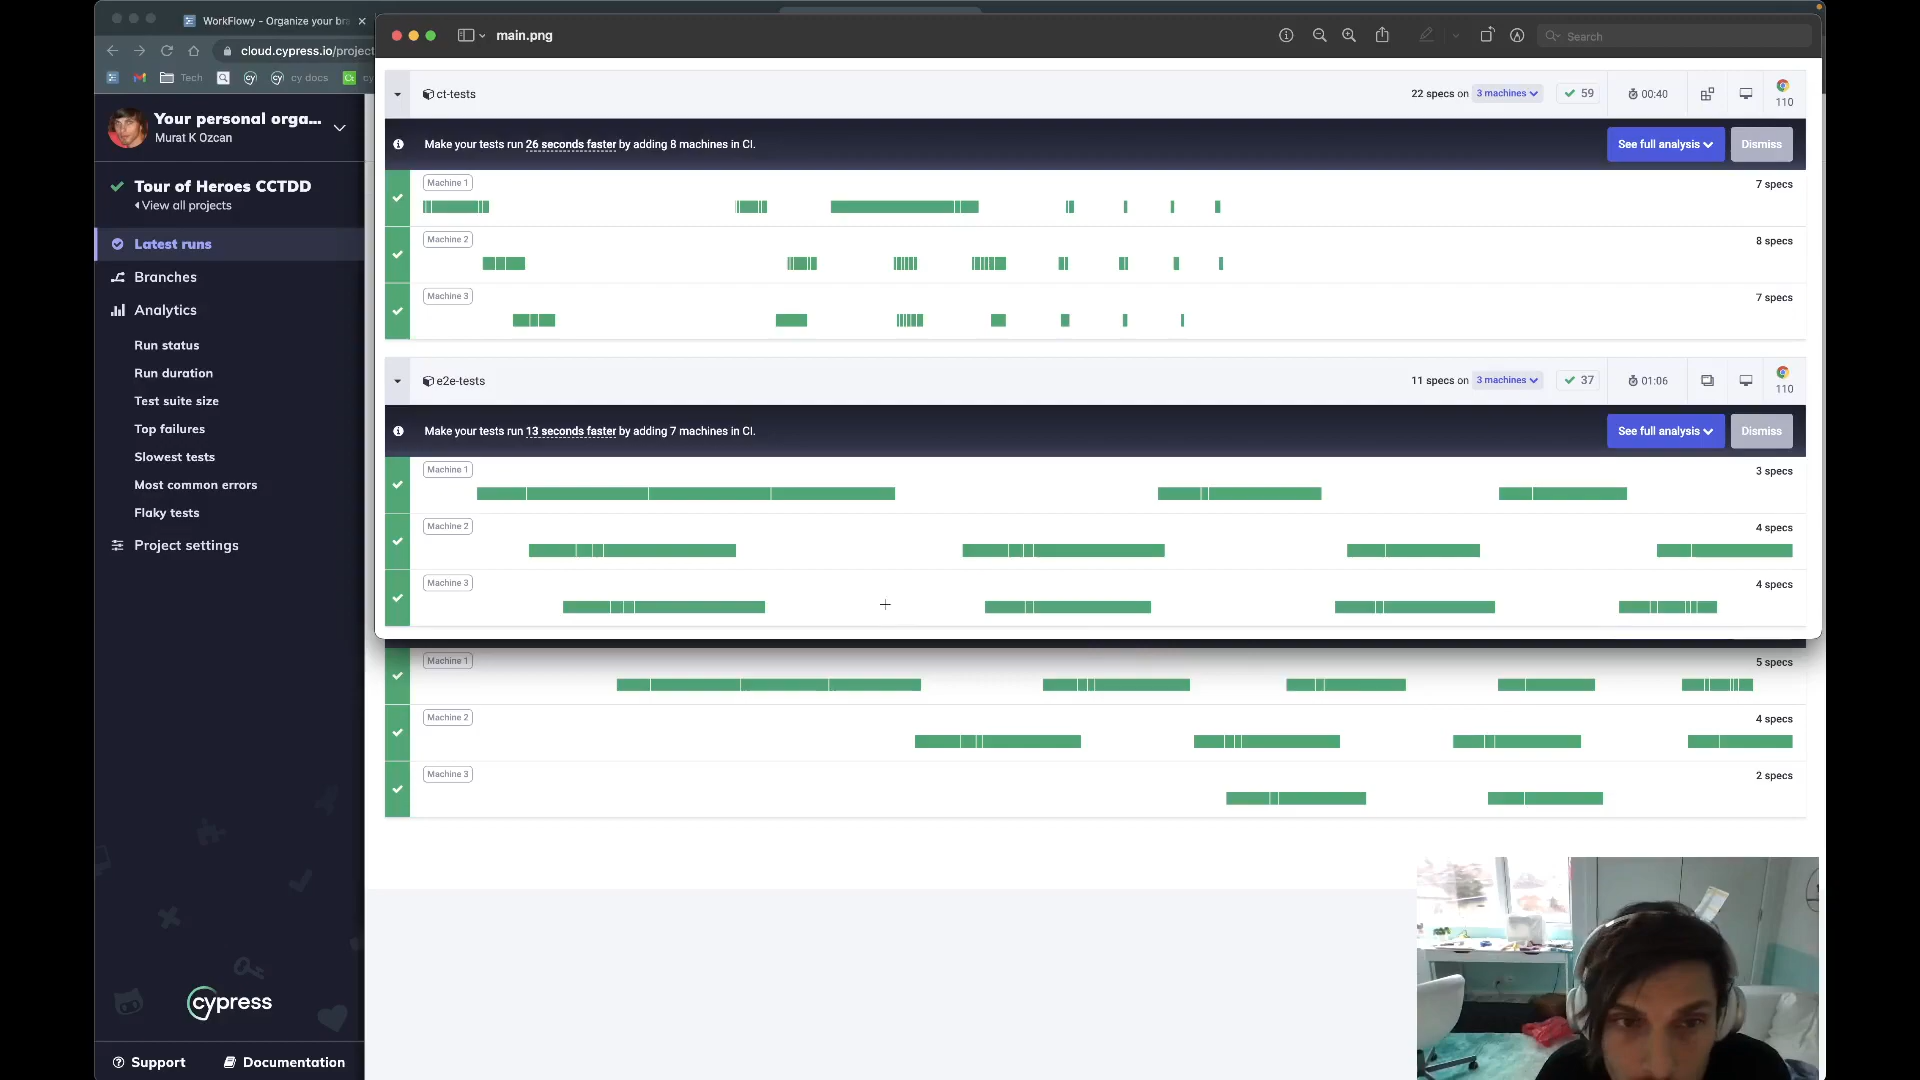 WorkFlowy - Organize your bra
main.png
Search
cloud.cypress.io/project
Tech
cy
cy
cy docs
Ct
cy
Your personal orga...
Murat K Ozcan
Tour of Heroes CCTDD
View all projects
Latest runs
Branches
Analytics
Run status
Run duration
Test suite size
Top failures
Slowest tests
Most common errors
Flaky tests
Project settings
cypress
Support
Documentation
ct-tests
22 specs on 3 machines
59
00:40
110
Make your tests run 26 seconds faster by adding 8 machines in CI.
See full analysis
Dismiss
Machine 1
7 specs
Machine 2
8 specs
Machine 3
7 specs
e2e-tests
11 specs on 3 machines
37
01:06
110
Make your tests run 13 seconds faster by adding 7 machines in CI.
See full analysis
Dismiss
Machine 1
3 specs
Machine 2
4 specs
Machine 3
4 specs
Machine 1
5 specs
Machine 2
4 specs
Machine 3
2 specs